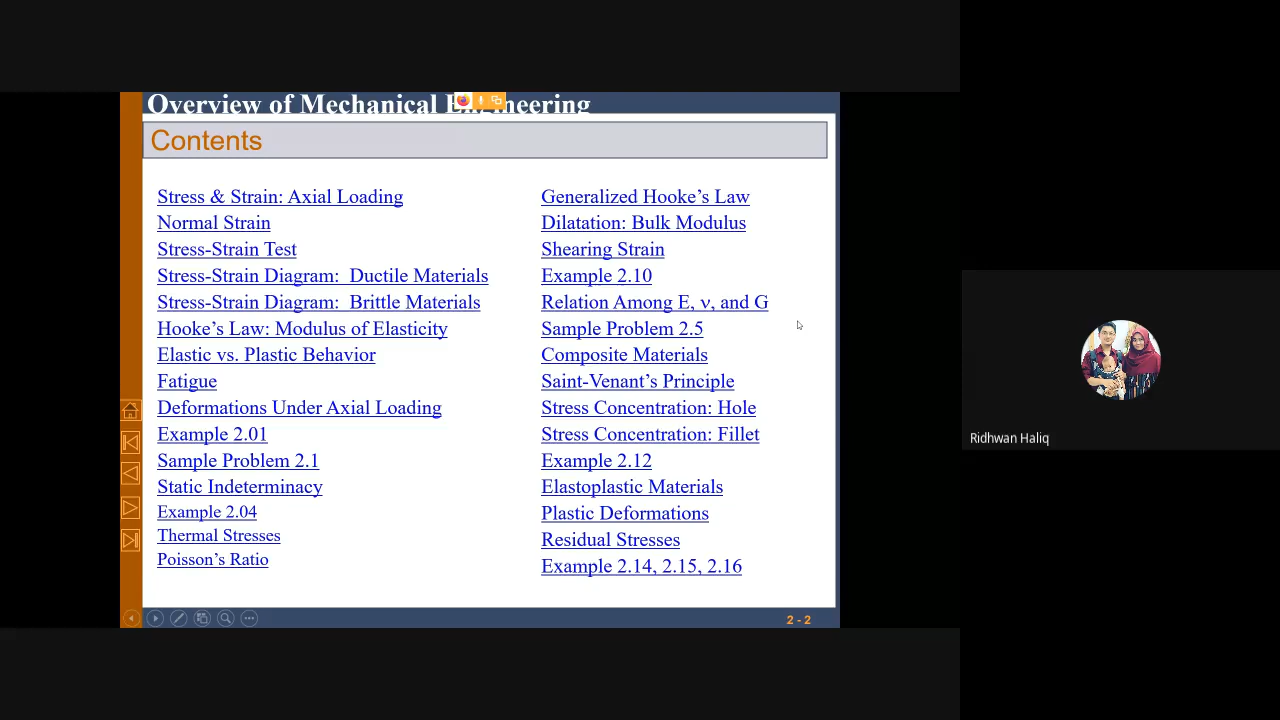 Overview of Mechanical Engineering
Contents
Stress & Strain: Axial Loading
Normal Strain
Stress-Strain Test
Stress-Strain Diagram:  Ductile Materials
Stress-Strain Diagram:  Brittle Materials
Hooke’s Law: Modulus of Elasticity
Elastic vs. Plastic Behavior
Fatigue
Deformations Under Axial Loading
Example 2.01
Sample Problem 2.1
Static Indeterminacy
Example 2.04
Thermal Stresses
Poisson’s Ratio
Generalized Hooke’s Law
Dilatation: Bulk Modulus
Shearing Strain
Example 2.10
Relation Among E, ν, and G
Sample Problem 2.5
Composite Materials
Saint-Venant’s Principle
Stress Concentration: Hole
Stress Concentration: Fillet
Example 2.12
Elastoplastic Materials
Plastic Deformations
Residual Stresses
Example 2.14, 2.15, 2.16
2 - 2
Ridhwan Haliq